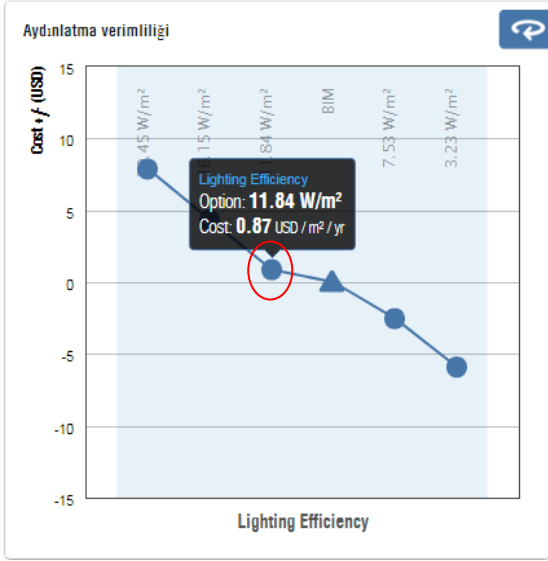 Aydınlatma verimliliği
Cost + ƒ (USD)
15
10
5
0
-5
-10
-15
.45 W/m²
.15 W/m²
.84 W/m²
BIM
7.53 W/m²
3.23 W/m²
Lighting Efficiency
Option: 11.84 W/m²
Cost: 0.87 USD / m² / yr
Lighting Efficiency